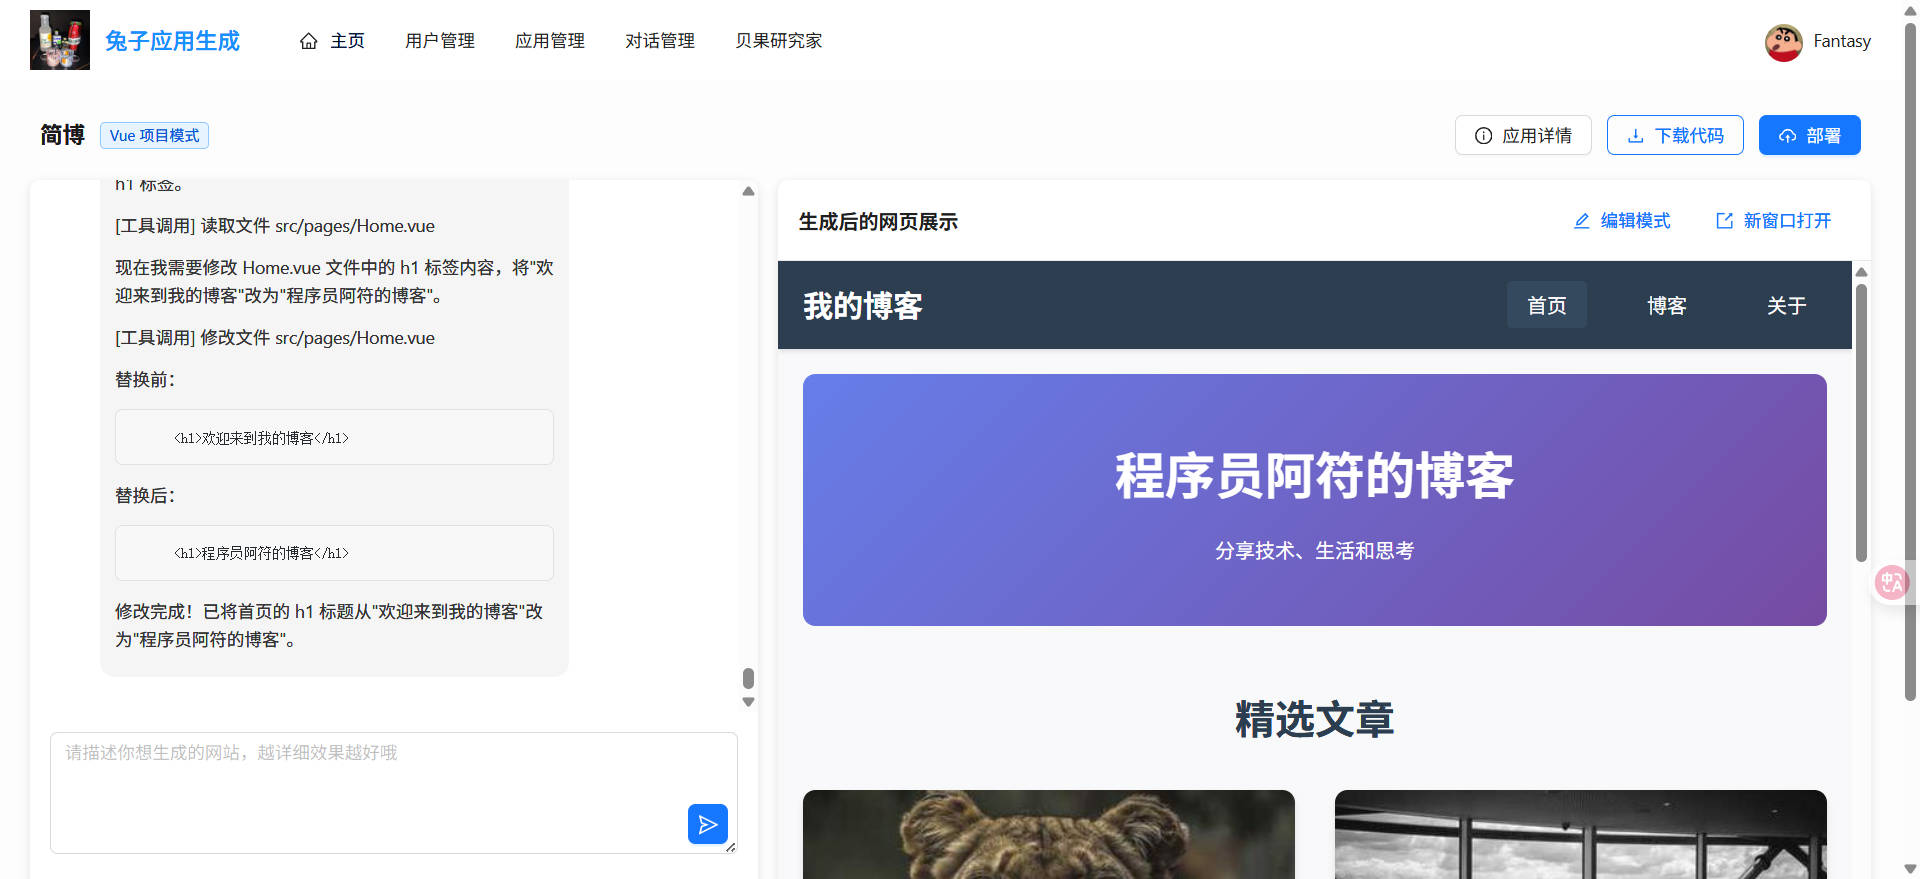 兔子应用生成
主页
用户管理
应用管理
对话管理
贝果研究家
Fantasy
简博
Vue 项目模式
应用详情
下载代码
部署
h1 标签。
[工具调用] 读取文件 src/pages/Home.vue
现在我需要修改 Home.vue 文件中的 h1 标签内容，将"欢
迎来到我的博客"改为"程序员阿符的博客"。
[工具调用] 修改文件 src/pages/Home.vue
替换前：
<h1>欢迎来到我的博客</h1>
替换后：
<h1>程序员阿符的博客</h1>
修改完成！已将首页的 h1 标题从"欢迎来到我的博客"改
为"程序员阿符的博客"。
请描述你想生成的网站，越详细效果越好哦
生成后的网页展示
编辑模式
新窗口打开
我的博客
首页
博客
关于
程序员阿符的博客
分享技术、生活和思考
精选文章
中A